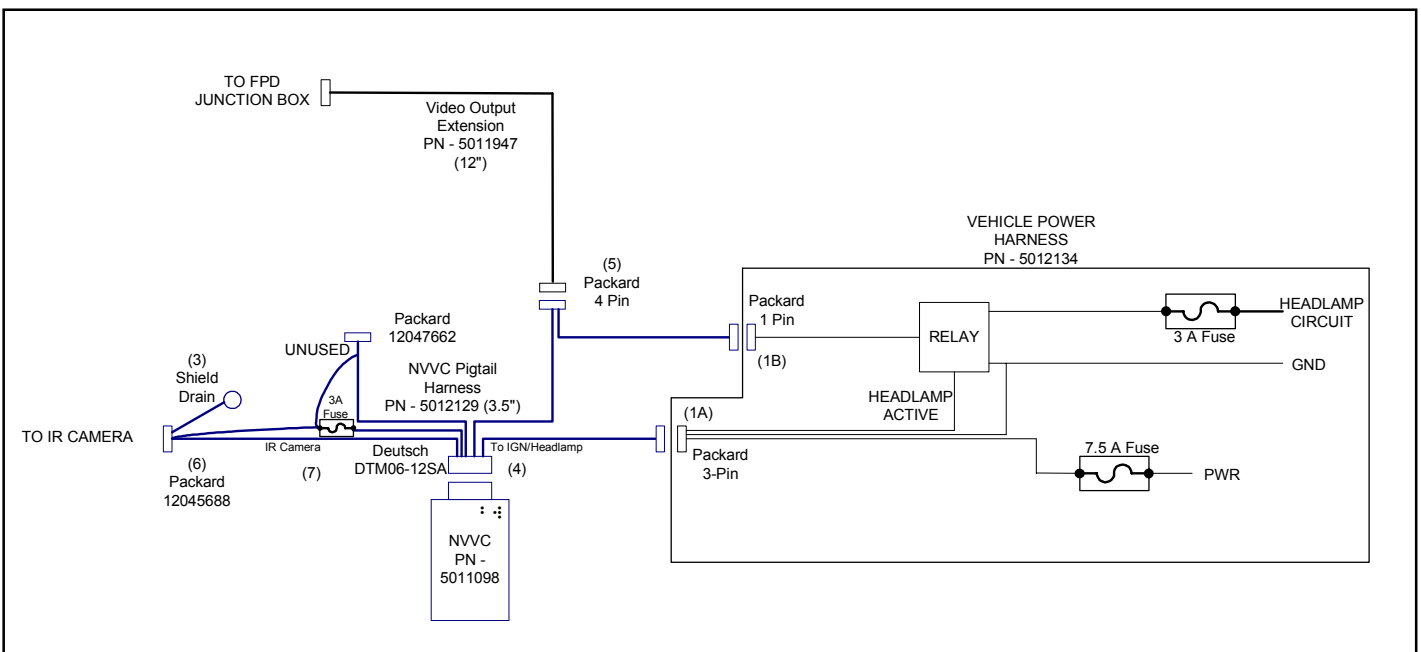 TO FPD
JUNCTION BOX
Video Output
Extension
PN - 5011947
(12")
VEHICLE POWER
HARNESS
PN - 5012134
(5)
Packard
4 Pin
Packard
1 Pin
(1B)
RELAY
3 A Fuse
HEADLAMP
CIRCUIT
GND
HEADLAMP
ACTIVE
(1A)
Packard
3-Pin
7.5 A Fuse
PWR
Packard
12047662
UNUSED
(3)
Shield
Drain
NVVC Pigtail
Harness
PN - 5012129 (3.5")
3A
Fuse
TO IR CAMERA
IR Camera
(6)
Packard
12045688
(7)
Deutsch
DTM06-12SA
(4)
To IGN/Headlamp
NVVC
PN -
5011098